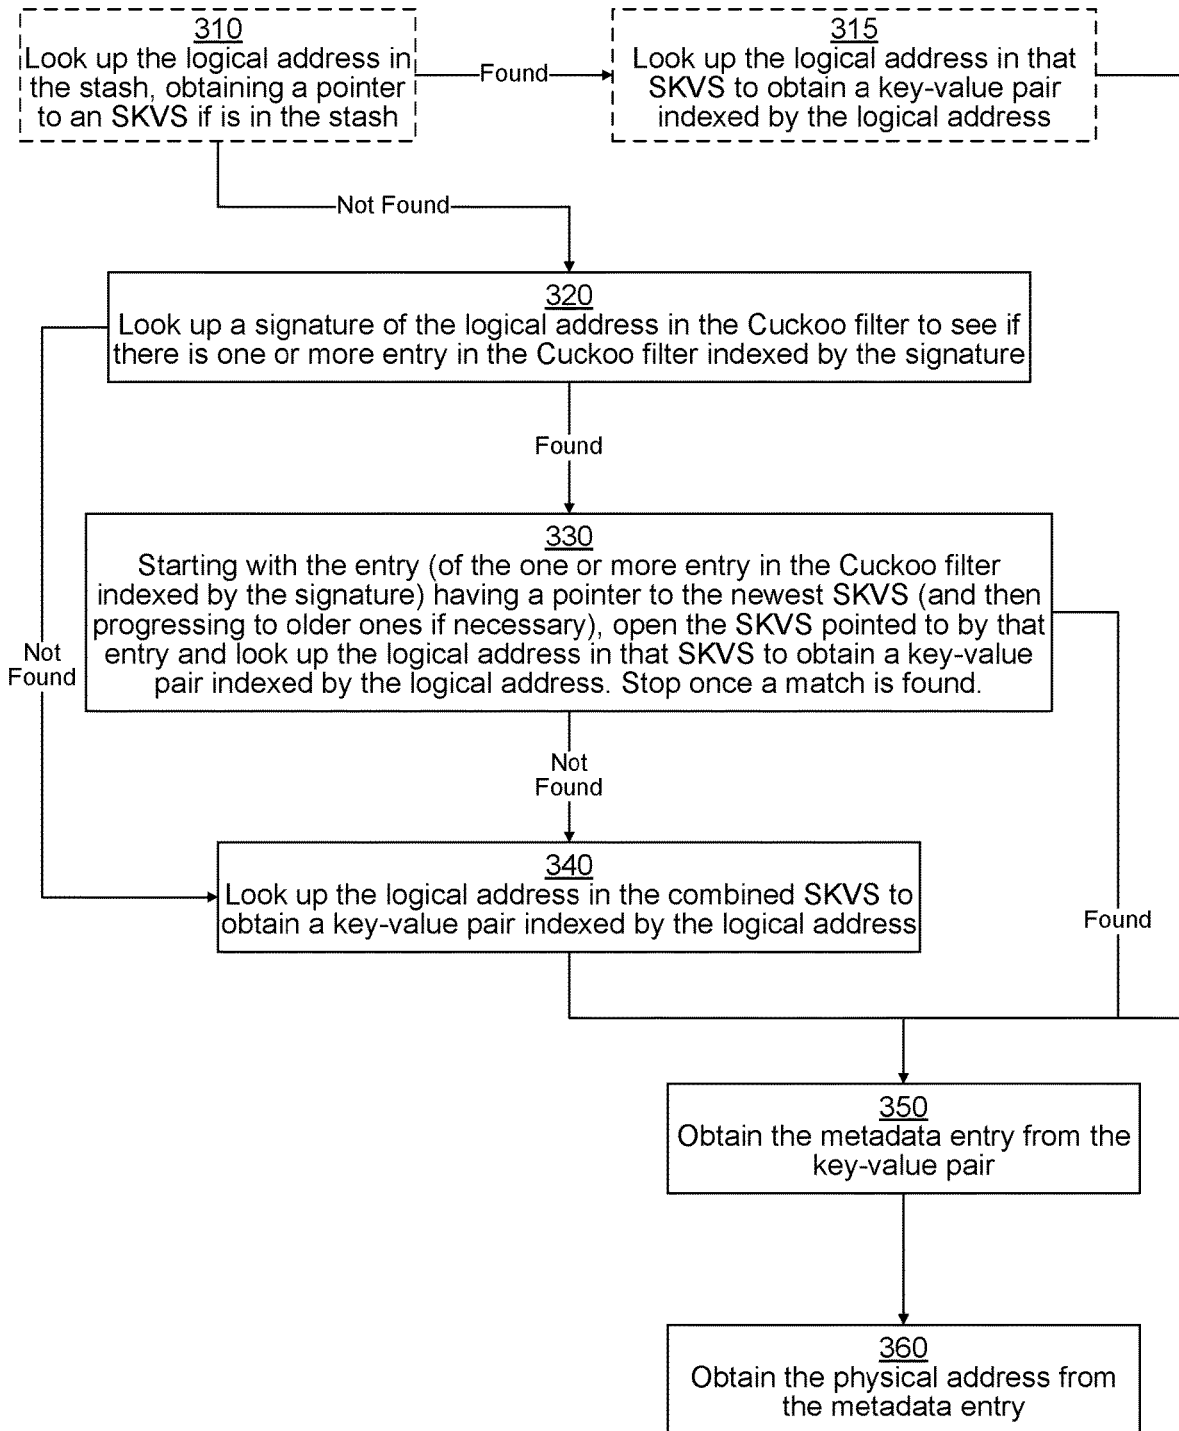 310
Look up the logical address in
the stash, obtaining a pointer
to an SKVS if is in the stash
Found
315
Look up the logical address in that
SKVS to obtain a key-value pair
indexed by the logical address
Not Found
320
Look up a signature of the logical address in the Cuckoo filter to see if
there is one or more entry in the Cuckoo filter indexed by the signature
Found
330
Starting with the entry (of the one or more entry in the Cuckoo filter
indexed by the signature) having a pointer to the newest SKVS (and then
progressing to older ones if necessary), open the SKVS pointed to by that
entry and look up the logical address in that SKVS to obtain a key-value
pair indexed by the logical address. Stop once a match is found.
Not
Found
Not
Found
340
Look up the logical address in the combined SKVS to
obtain a key-value pair indexed by the logical address
Found
350
Obtain the metadata entry from the
key-value pair
360
Obtain the physical address from
the metadata entry